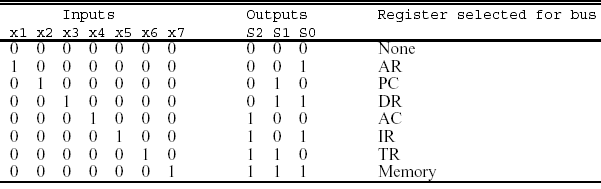 Inputs Outputs Register selected for bus
x1 x2 x3 x4 x5 x6 x7 S2 S1 S0
0 0 0 0 0 0 0 0 0 0 None
1 0 0 0 0 0 0 0 0 1 AR
0 1 0 0 0 0 0 0 1 0 PC
0 0 1 0 0 0 0 0 1 1 DR
0 0 0 1 0 0 0 1 0 0 AC
0 0 0 0 1 0 0 1 0 1 IR
0 0 0 0 0 1 0 1 1 0 TR
0 0 0 0 0 0 1 1 1 1 Memory